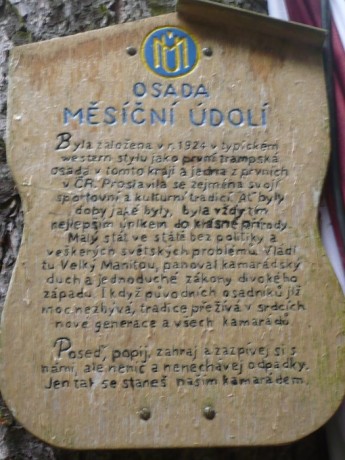 OSADA
MĚSÍČNÍ ÚDOLÍ
Byla založena v r. 1924 v typickém
western stylu jako první trampská
osada v tomto kraji a jedna z prvních
v ČR. Proslavila se zejména svojí
sportovní a kulturní tradicí. Ať byly
doby jaké byly, byla vždy tím
nejlepším únikem do krásné přírody.
Malý stát ve státě bez politiky a
veškerých světských problémů. Vládl
tu Velký Manitou, panoval kamarádský
duch a jednoduché zákony divokého
západu. I když původních osadníků již
moc nezbývá, tradice přežívá v srdcích
nové generace a všech kamarádů.
Poseď, popij, zahraj a zazpívej si s
námi, ale nenič a nenechávej odpadky.
Jen tak se staneš naším kamarádem.